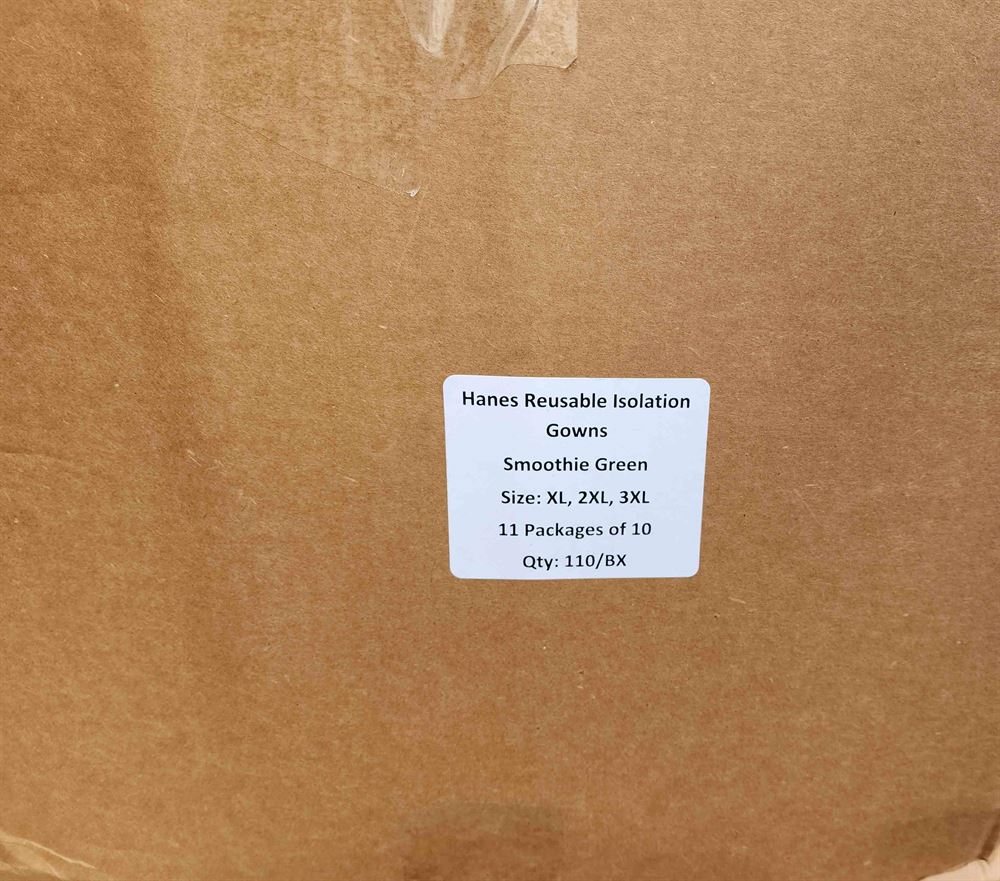 Hanes Reusable Isolation
Gowns
Smoothie Green
Size: XL, 2XL, 3XL
11 Packages of 10
Qty: 110/BX